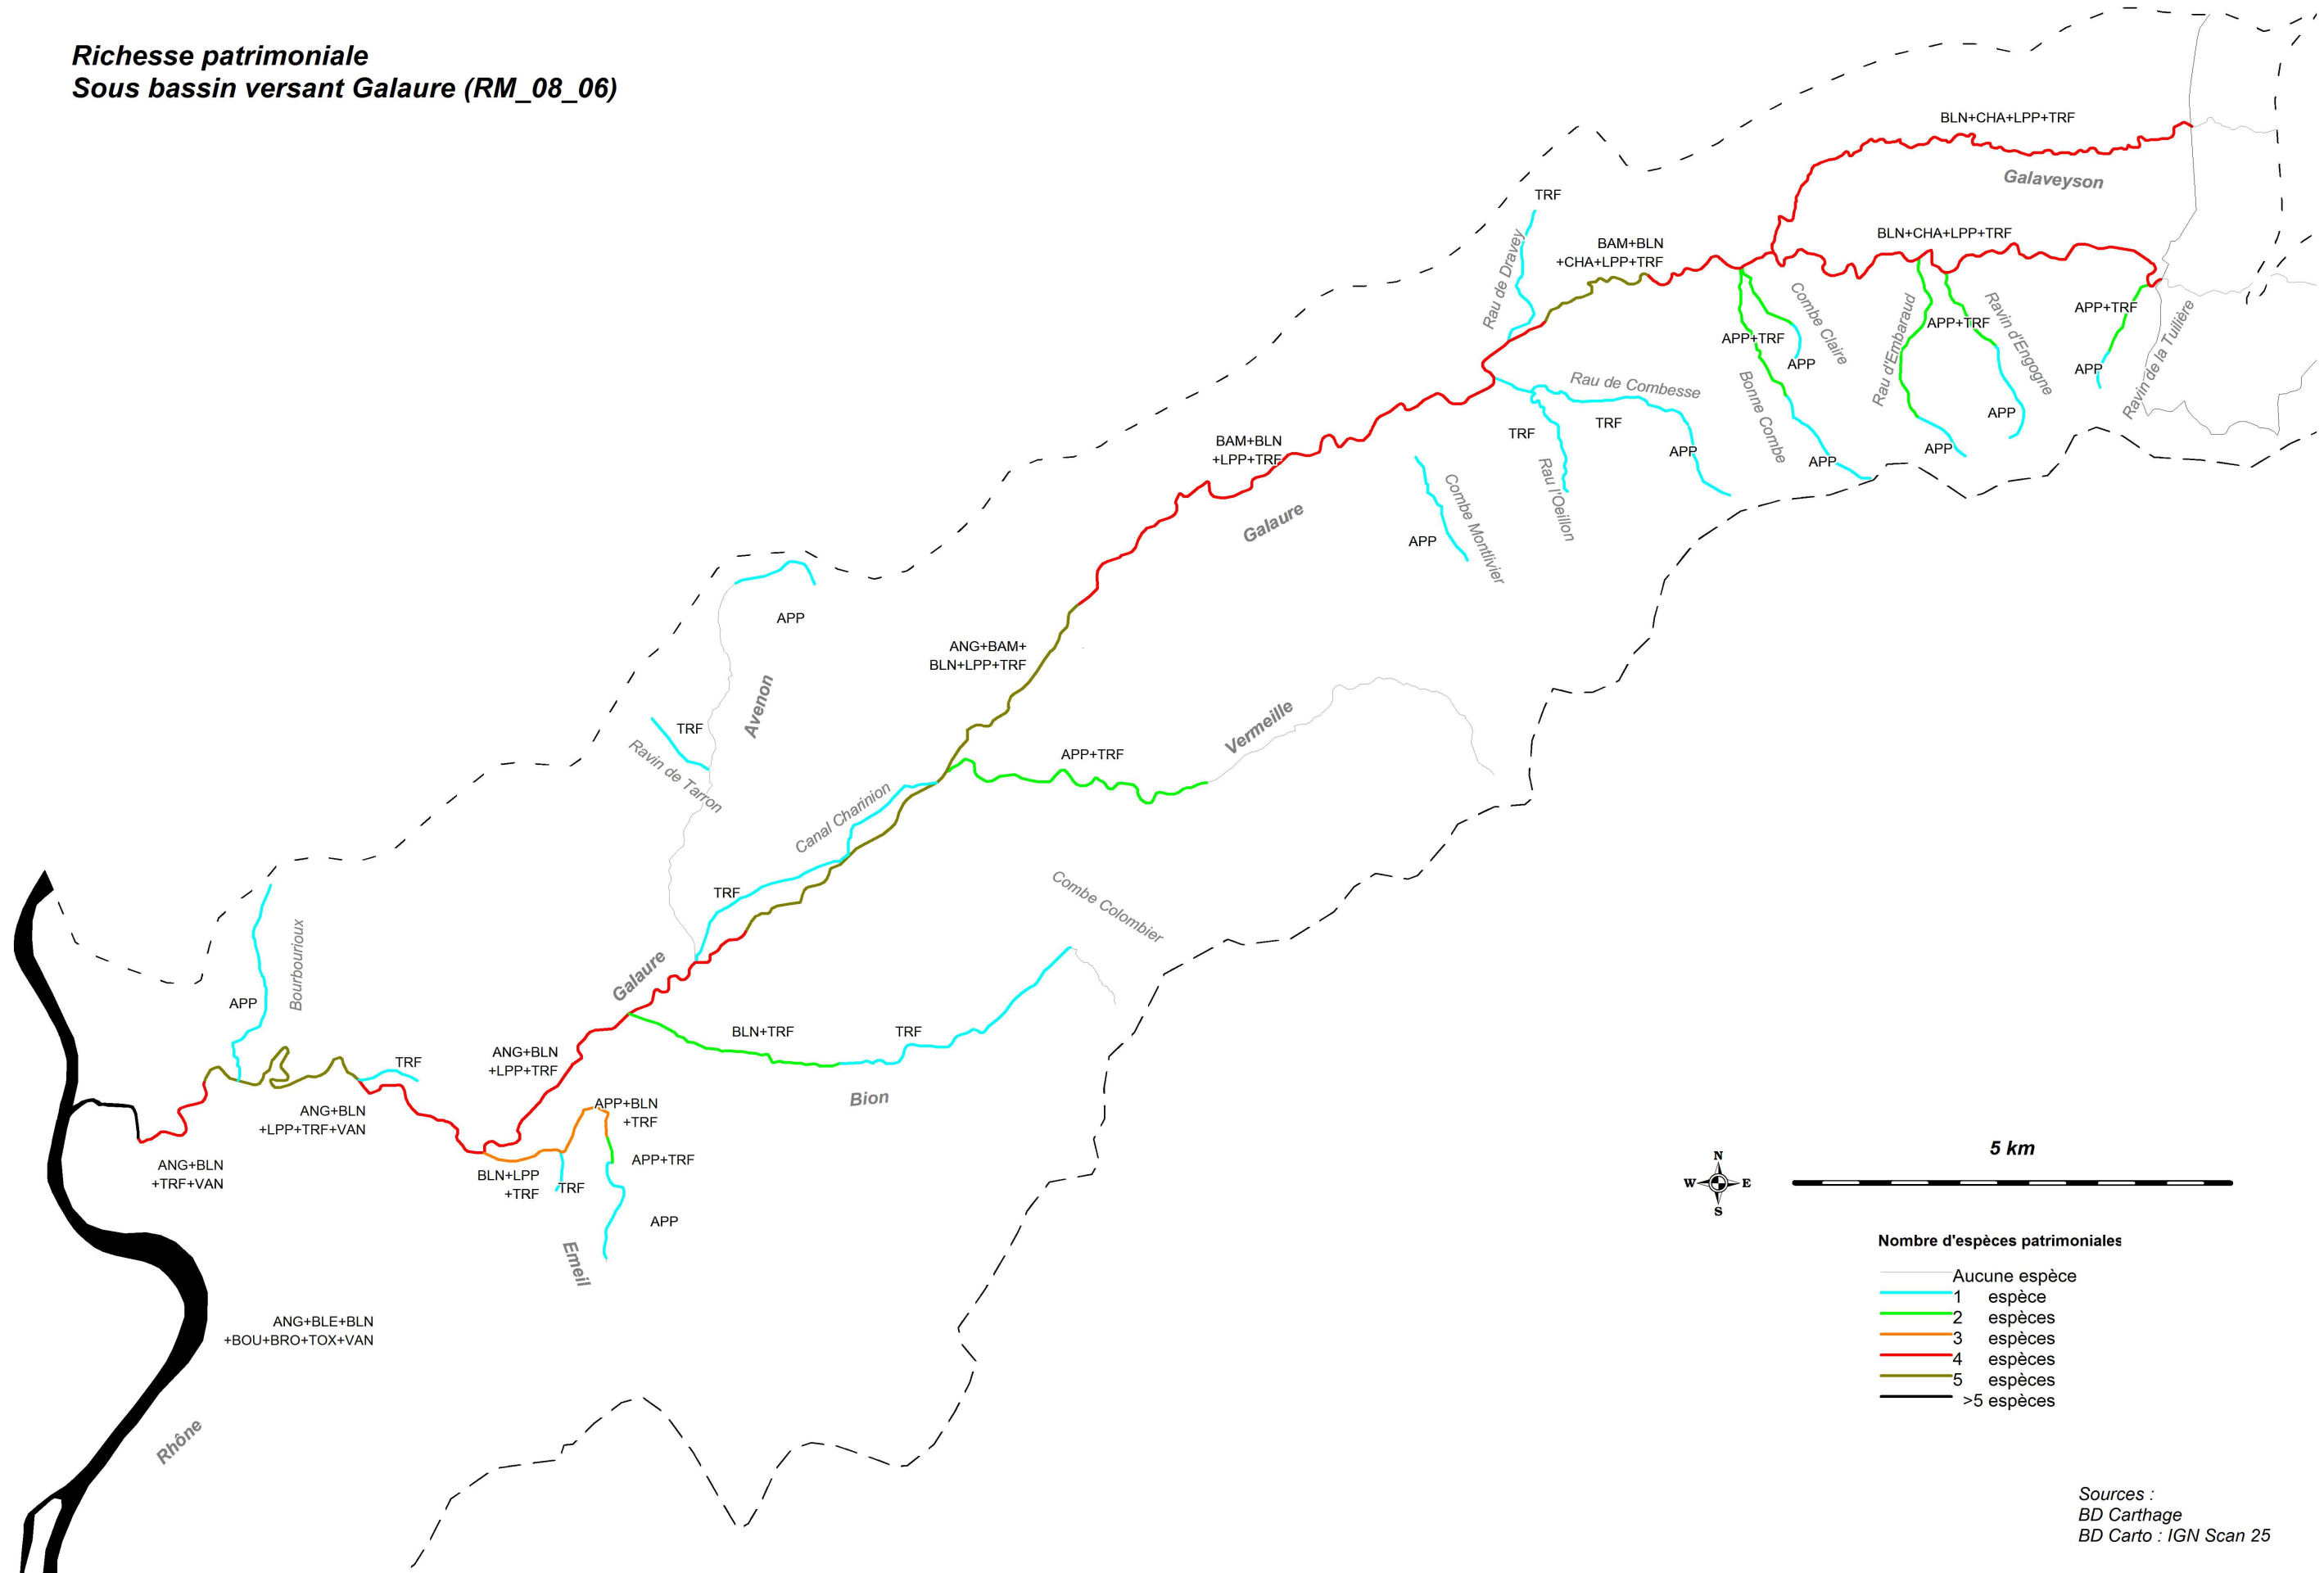 Richesse patrimoniale
Sous bassin versant Galaure (RM_08_06)
BLN+CHA+LPP+TRF
Galaveyson
TRF
Rau de Dravey
BAM+BLN
+CHA+LPP+TRF
BLN+CHA+LPP+TRF
Combe Claire
APP+TRF
APP
Bonne Combe
APP
Rau d'Embaraud
APP+TRF
Ravin d'Engogne
APP
APP
APP+TRF
APP
Ravin de la Tuilière
Rau de Combesse
TRF
TRF
APP
Rau l'Oeillon
BAM+BLN
+LPP+TRF
Galaure
Combe Montlivier
APP
APP
ANG+BAM+
BLN+LPP+TRF
Avenon
TRF
Ravin de Tarron
Vermeille
APP+TRF
Canal Charinion
TRF
Combe Colombier
Galaure
Bourbourioux
APP
BLN+TRF
TRF
Bion
TRF
ANG+BLN
+LPP+TRF
ANG+BLN
+LPP+TRF+VAN
APP+BLN
+TRF
ANG+BLN
+TRF+VAN
BLN+LPP
+TRF
TRF
APP+TRF
APP
Emeil
ANG+BLE+BLN
+BOU+BRO+TOX+VAN
Rhône
N
W E
S
5 km
Nombre d'espèces patrimoniales
Aucune espèce
1 espèce
2 espèces
3 espèces
4 espèces
5 espèces
>5 espèces
Sources :
BD Carthage
BD Carto : IGN Scan 25